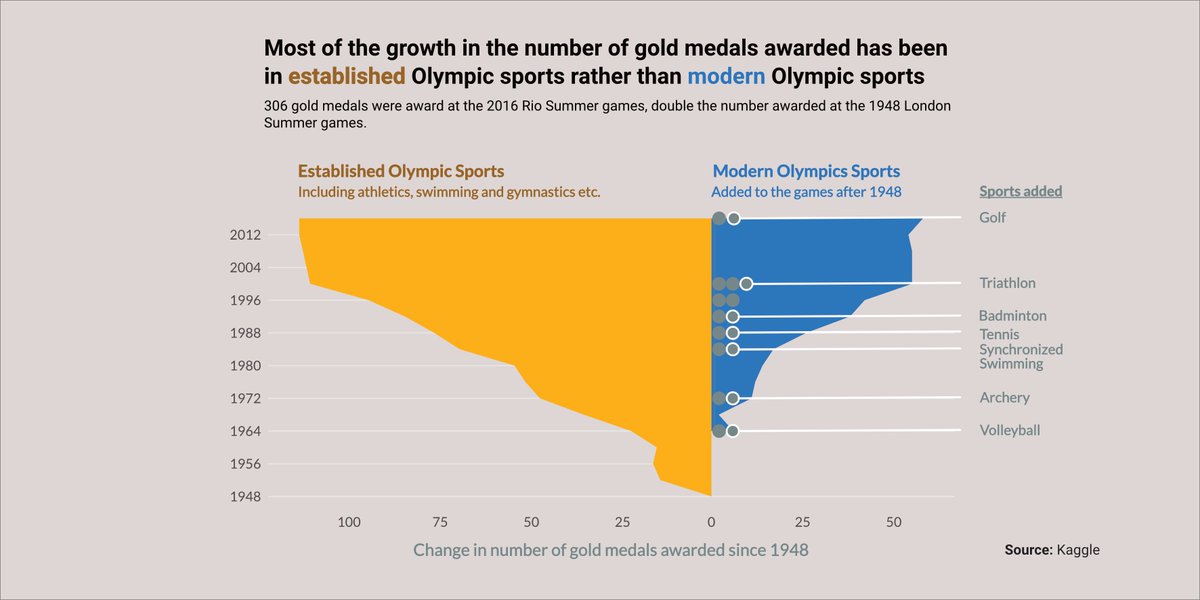 Most of the growth in the number of gold medals awarded has been
in established Olympic sports rather than modern Olympic sports
306 gold medals were award at the 2016 Rio Summer games, double the number awarded at the 1948 London
Summer games.
Established Olympic Sports
Including athletics, swimming and gymnastics etc.
Modern Olympics Sports
Added to the games after 1948
Sports added
Golf
2012
2004
Triathlon
1996
Badminton
1988
Tennis
Synchronized
Swimming
1980
1972
Archery
1964
Volleyball
1956
1948
100 75 50 25 0 25 50
Change in number of gold medals awarded since 1948
Source: Kaggle